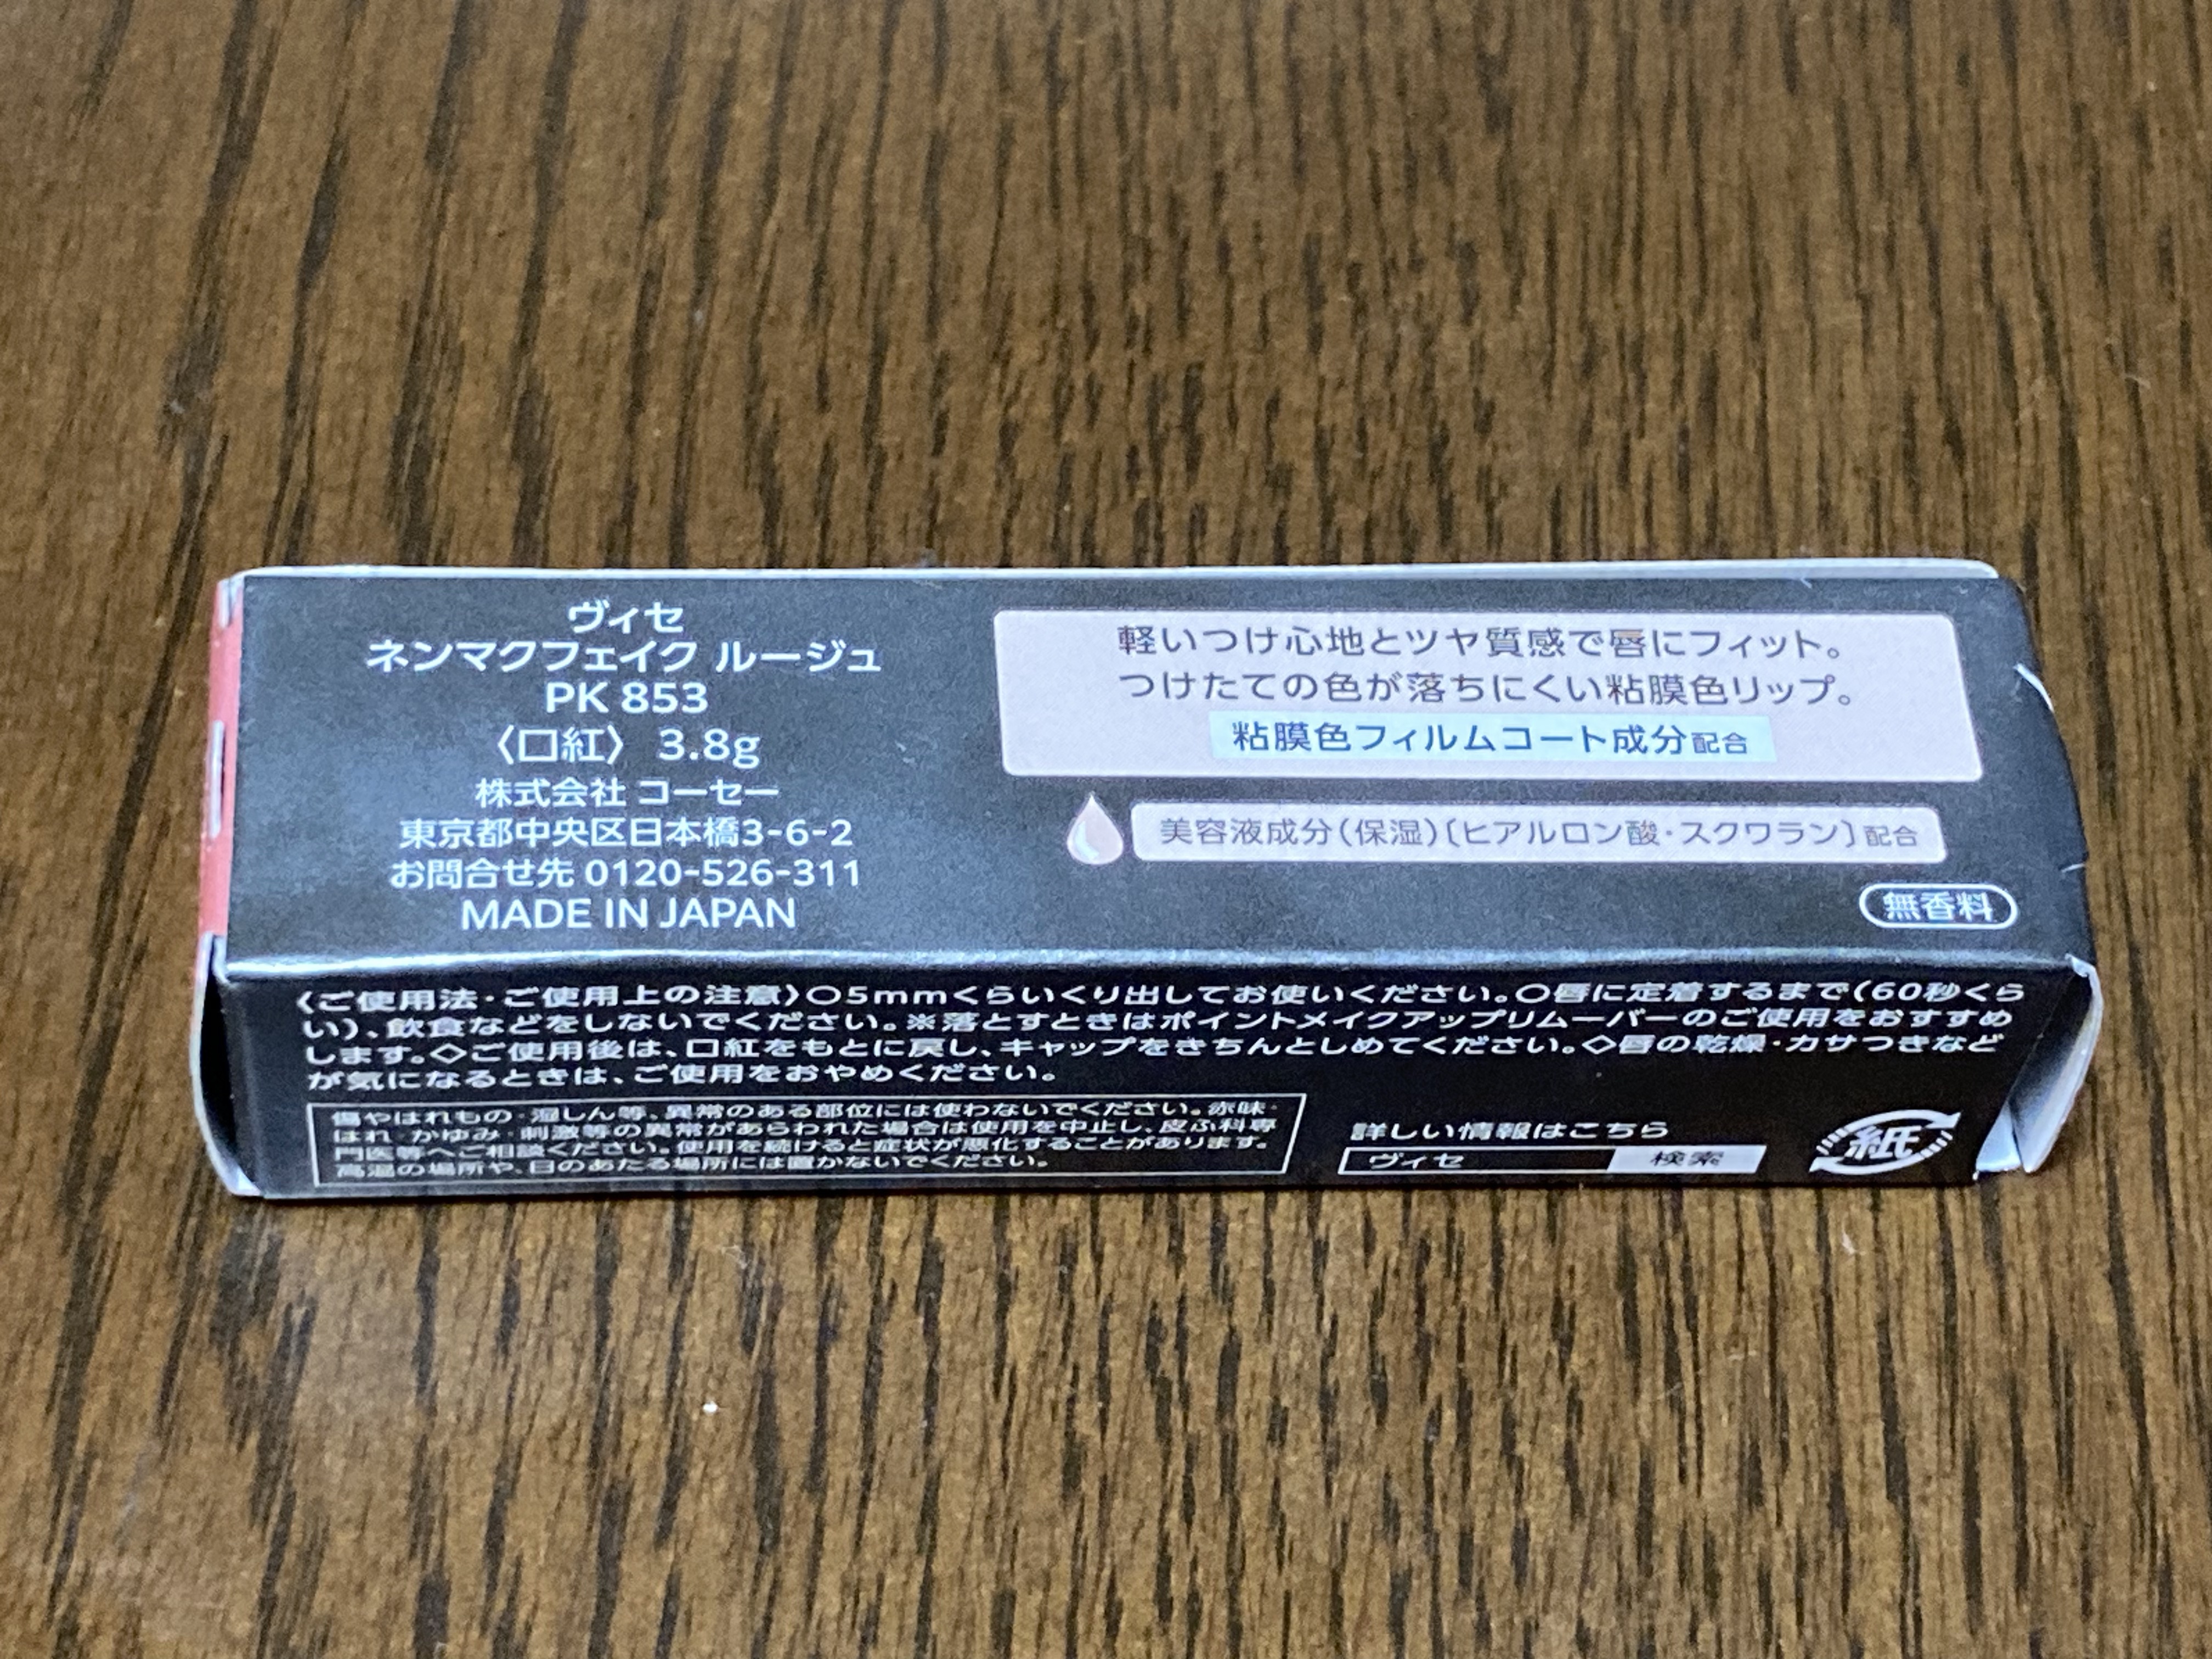 ヴィセ
ネンマクフェイク ルージュ
PK 853
〈口紅〉 3.8g
株式会社 コーセー
東京都中央区日本橋3-6-2
お問合せ先 0120-526-311
MADE IN JAPAN
軽いつけ心地とツヤ質感で唇にフィット。
つけたての色が落ちにくい粘膜色リップ。
粘膜色フィルムコート成分配合
美容液成分(保湿)〔ヒアルロン酸・スクワラン〕配合
無香料
〈ご使用法・ご使用上の注意〉○5mmくらいくり出してお使いください。○唇に定着するまで(60秒くら
い)、飲食などをしないでください。※落とすときはポイントメイクアップリムーバーのご使用をおすすめ
します。◇ご使用後は、口紅をもとに戻し、キャップをきちんとしめてください。◇唇の乾燥・カサつきなど
が気になるときは、ご使用をおやめください。
傷やはれもの・湿しん等、異常のある部位には使わないでください。赤味・
はれ・かゆみ・刺激等の異常があらわれた場合は使用を中止し、皮ふ科専
門医等へご相談ください。使用を続けると症状が悪化することがあります。
高温の場所や、日のあたる場所には置かないでください。
詳しい情報はこちら
ヴィセ 検索
紙